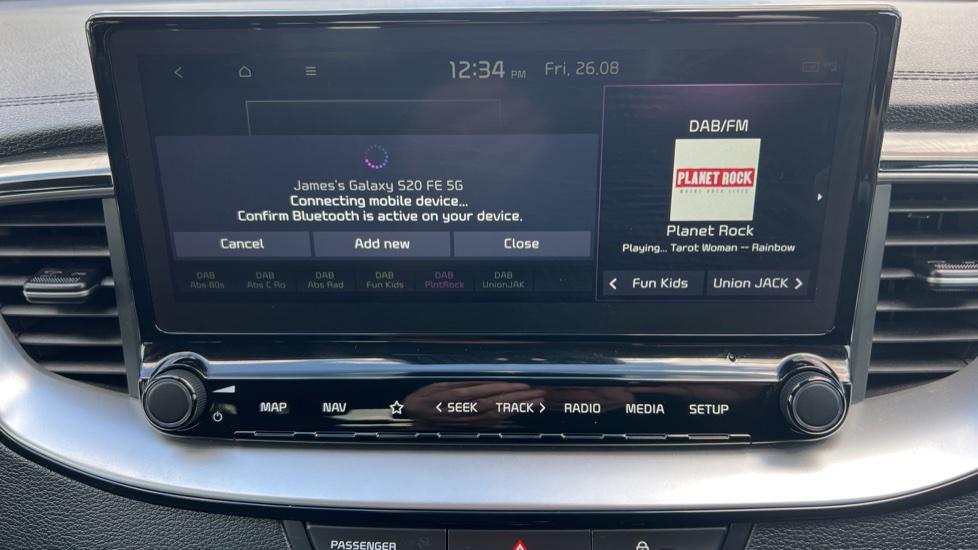 12:34 PM Fri, 26.08
James's Galaxy S20 FE 5G
Connecting mobile device...
Confirm Bluetooth is active on your device.
Cancel Add new Close
DAB DAB DAB DAB DAB DAB
Abs 80s Abs C Ro Abs Rad Fun Kids PlntRock UnionJAK
DAB/FM
PLANET ROCK
WHERE ROCK LIVES
Planet Rock
Playing... Tarot Woman -- Rainbow
< Fun Kids Union JACK >
MAP NAV < SEEK TRACK > RADIO MEDIA SETUP
PASSENGER